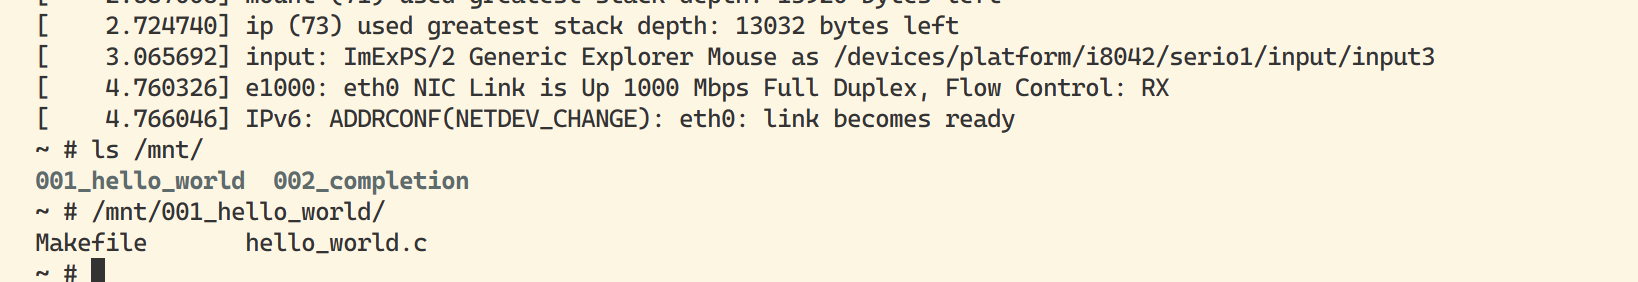 [    2.687008] mount (71) used greatest stack depth: 13920 bytes left
[    2.724740] ip (73) used greatest stack depth: 13032 bytes left
[    3.065692] input: ImExPS/2 Generic Explorer Mouse as /devices/platform/i8042/serio1/input/input3
[    4.760326] e1000: eth0 NIC Link is Up 1000 Mbps Full Duplex, Flow Control: RX
[    4.766046] IPv6: ADDRCONF(NETDEV_CHANGE): eth0: link becomes ready
~ # ls /mnt/
001_hello_world  002_completion
~ # /mnt/001_hello_world/
Makefile       hello_world.c
~ #